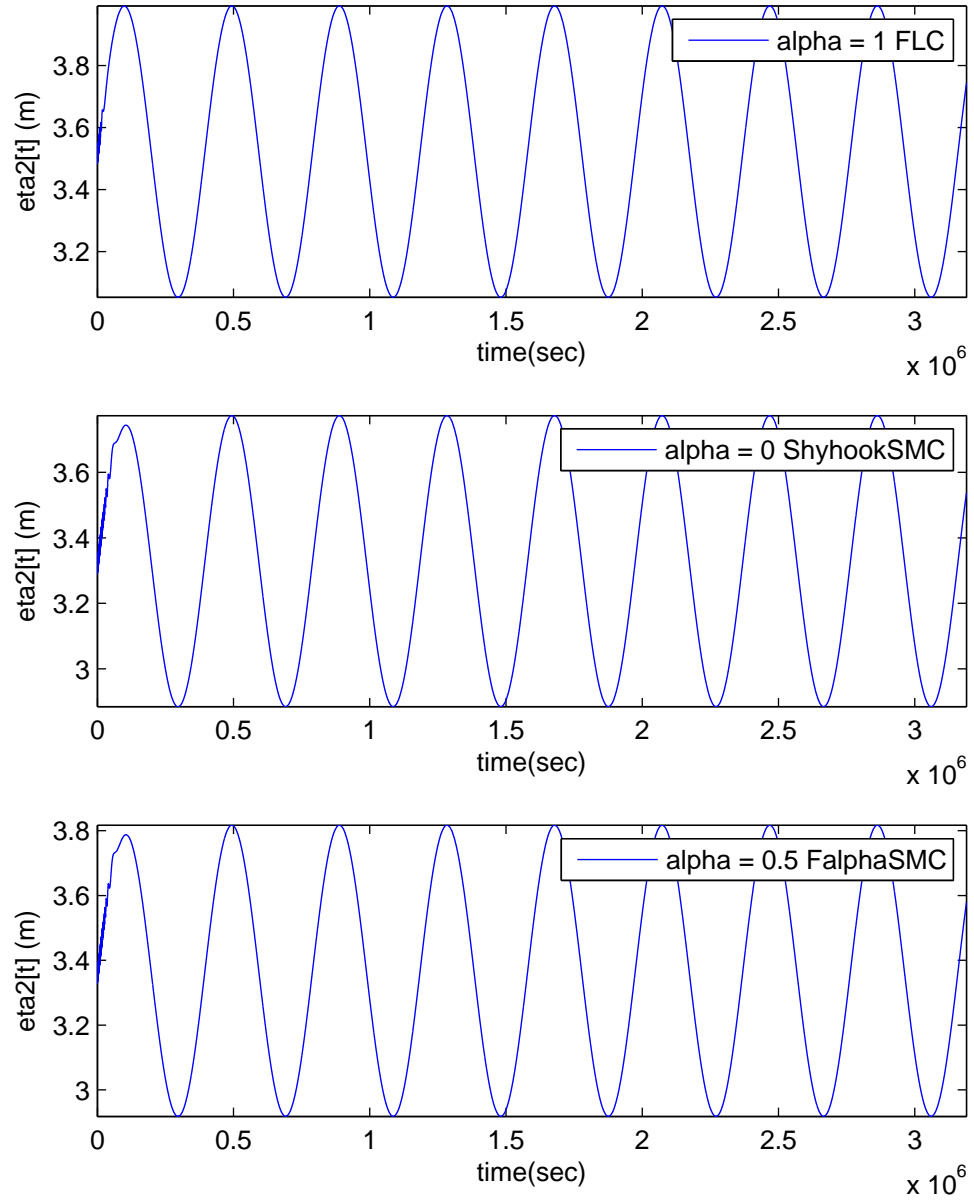 alpha = 1 FLC
3.8
3.6
3.4
3.2
eta2[t] (m)
0 0.5 1 1.5 2 2.5 3
time(sec)
x 10^6
alpha = 0 ShyhookSMC
3.6
3.4
3.2
3
eta2[t] (m)
0 0.5 1 1.5 2 2.5 3
time(sec)
x 10^6
alpha = 0.5 FalphaSMC
3.8
3.6
3.4
3.2
3
eta2[t] (m)
0 0.5 1 1.5 2 2.5 3
time(sec)
x 10^6